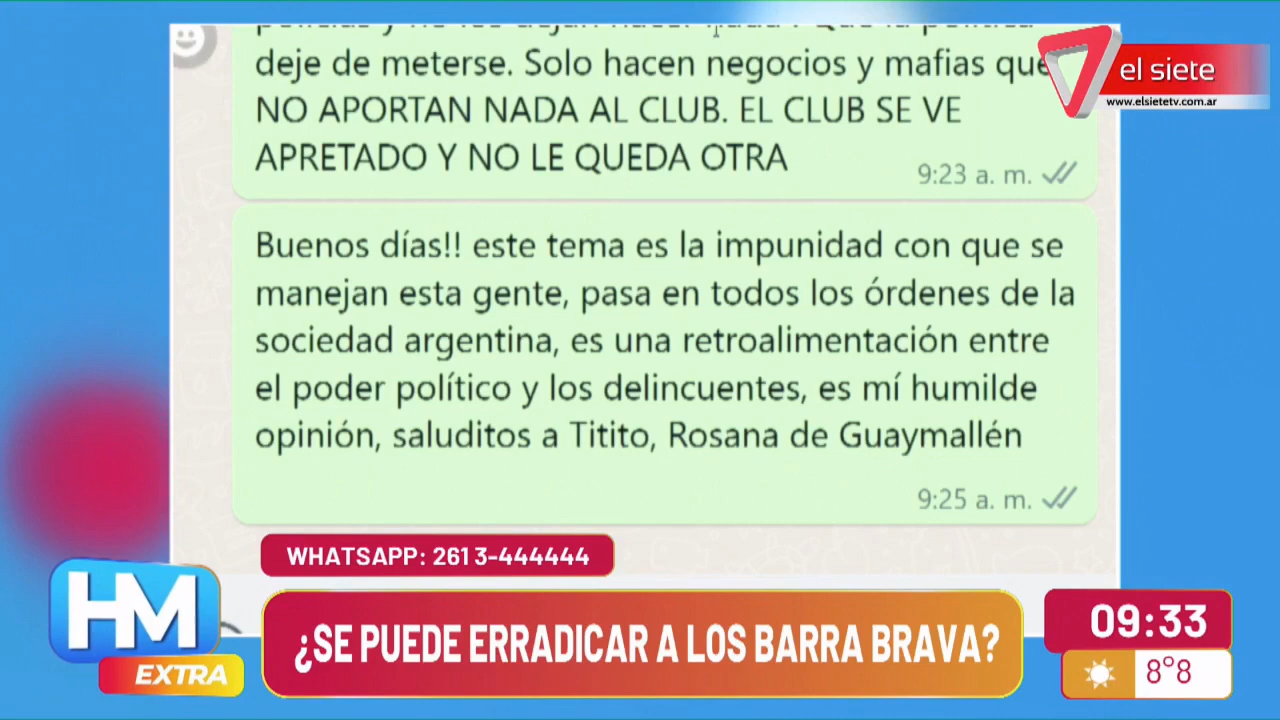 deje de meterse. Solo hacen negocios y mafias que
NO APORTAN NADA AL CLUB. EL CLUB SE VE
APRETADO Y NO LE QUEDA OTRA
9:23 a. m.
el siete
www.elsietetv.com.ar
Buenos días!! este tema es la impunidad con que se
manejan esta gente, pasa en todos los órdenes de la
sociedad argentina, es una retroalimentación entre
el poder político y los delincuentes, es mí humilde
opinión, saluditos a Titito, Rosana de Guaymallén
9:25 a. m.
WHATSAPP: 2613-444444
HM
EXTRA
¿SE PUEDE ERRADICAR A LOS BARRA BRAVA?
09:33
8°8